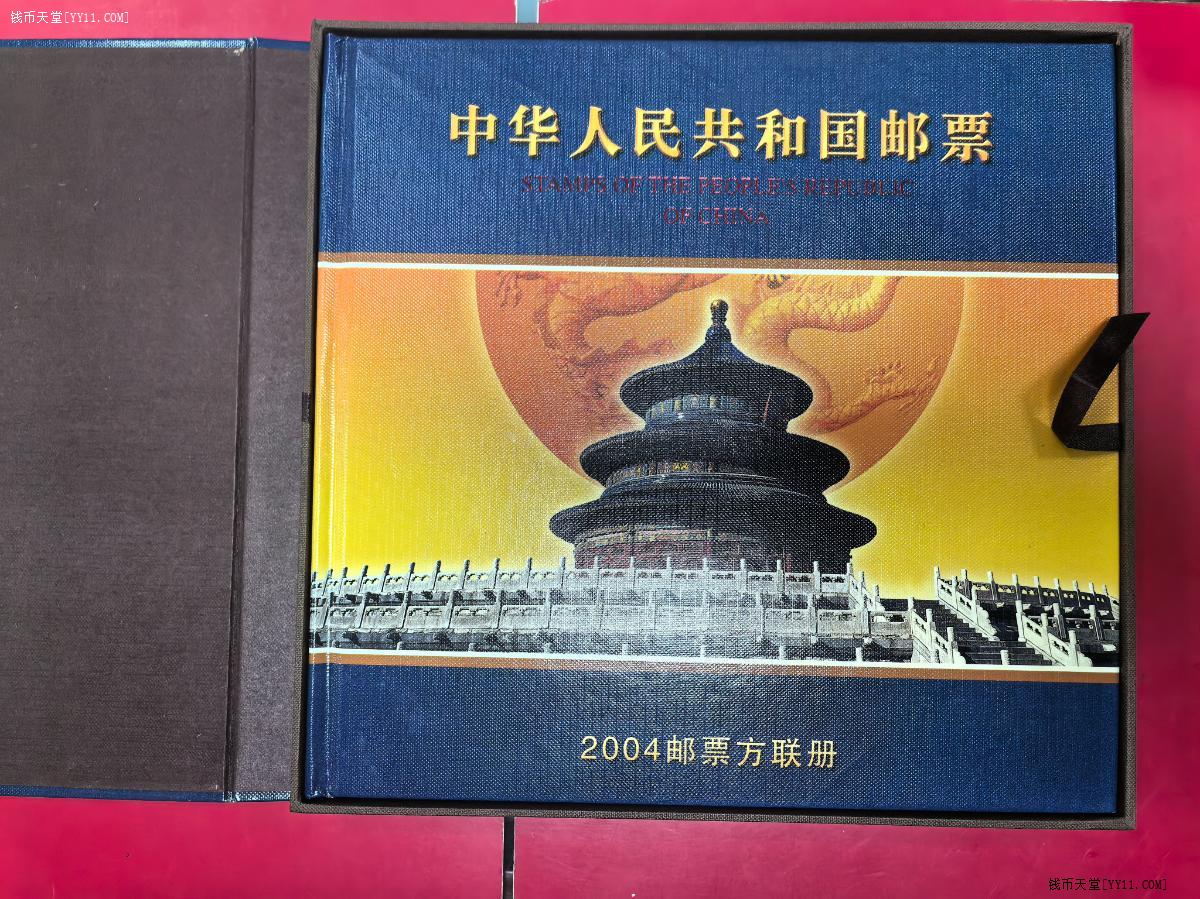 钱币天堂[YY11.COM]
中华人民共和国邮票
STAMPS OF THE PEOPLE'S REPUBLIC
OF CHINA
2004邮票方联册
钱币天堂[YY11.COM]